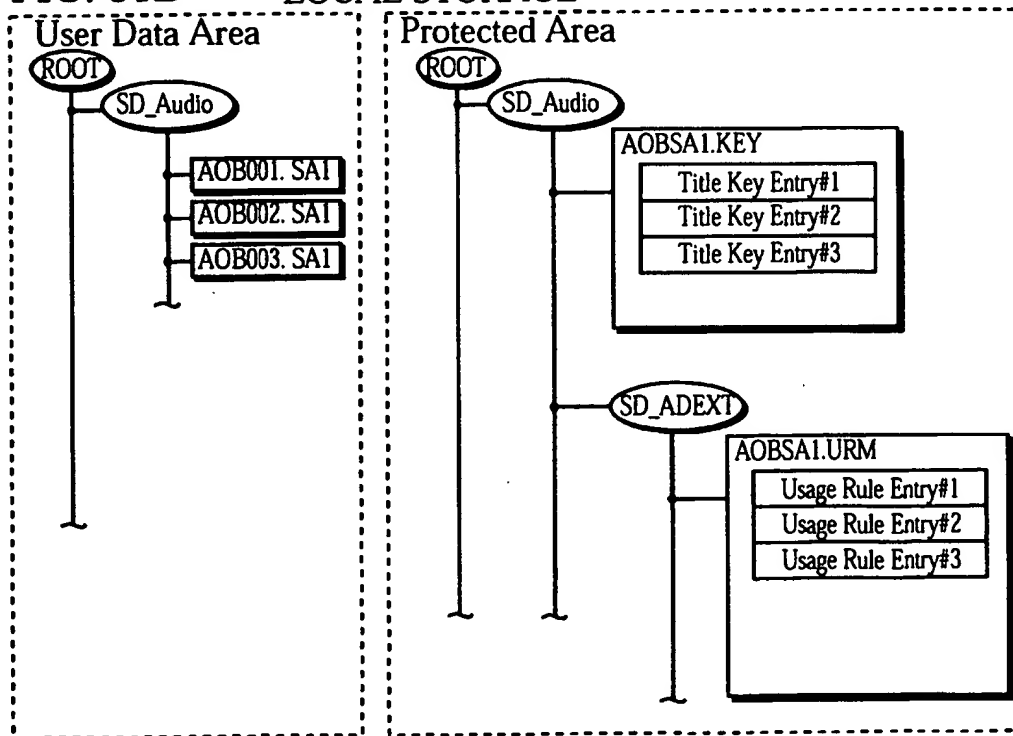 User Data Area
ROOT
SD_Audio
AOB001. SA1
AOB002. SA1
AOB003. SA1
Protected Area
ROOT
SD_Audio
AOBSA1.KEY
Title Key Entry#1
Title Key Entry#2
Title Key Entry#3
SD_ADEXT
AOBSA1.URM
Usage Rule Entry#1
Usage Rule Entry#2
Usage Rule Entry#3